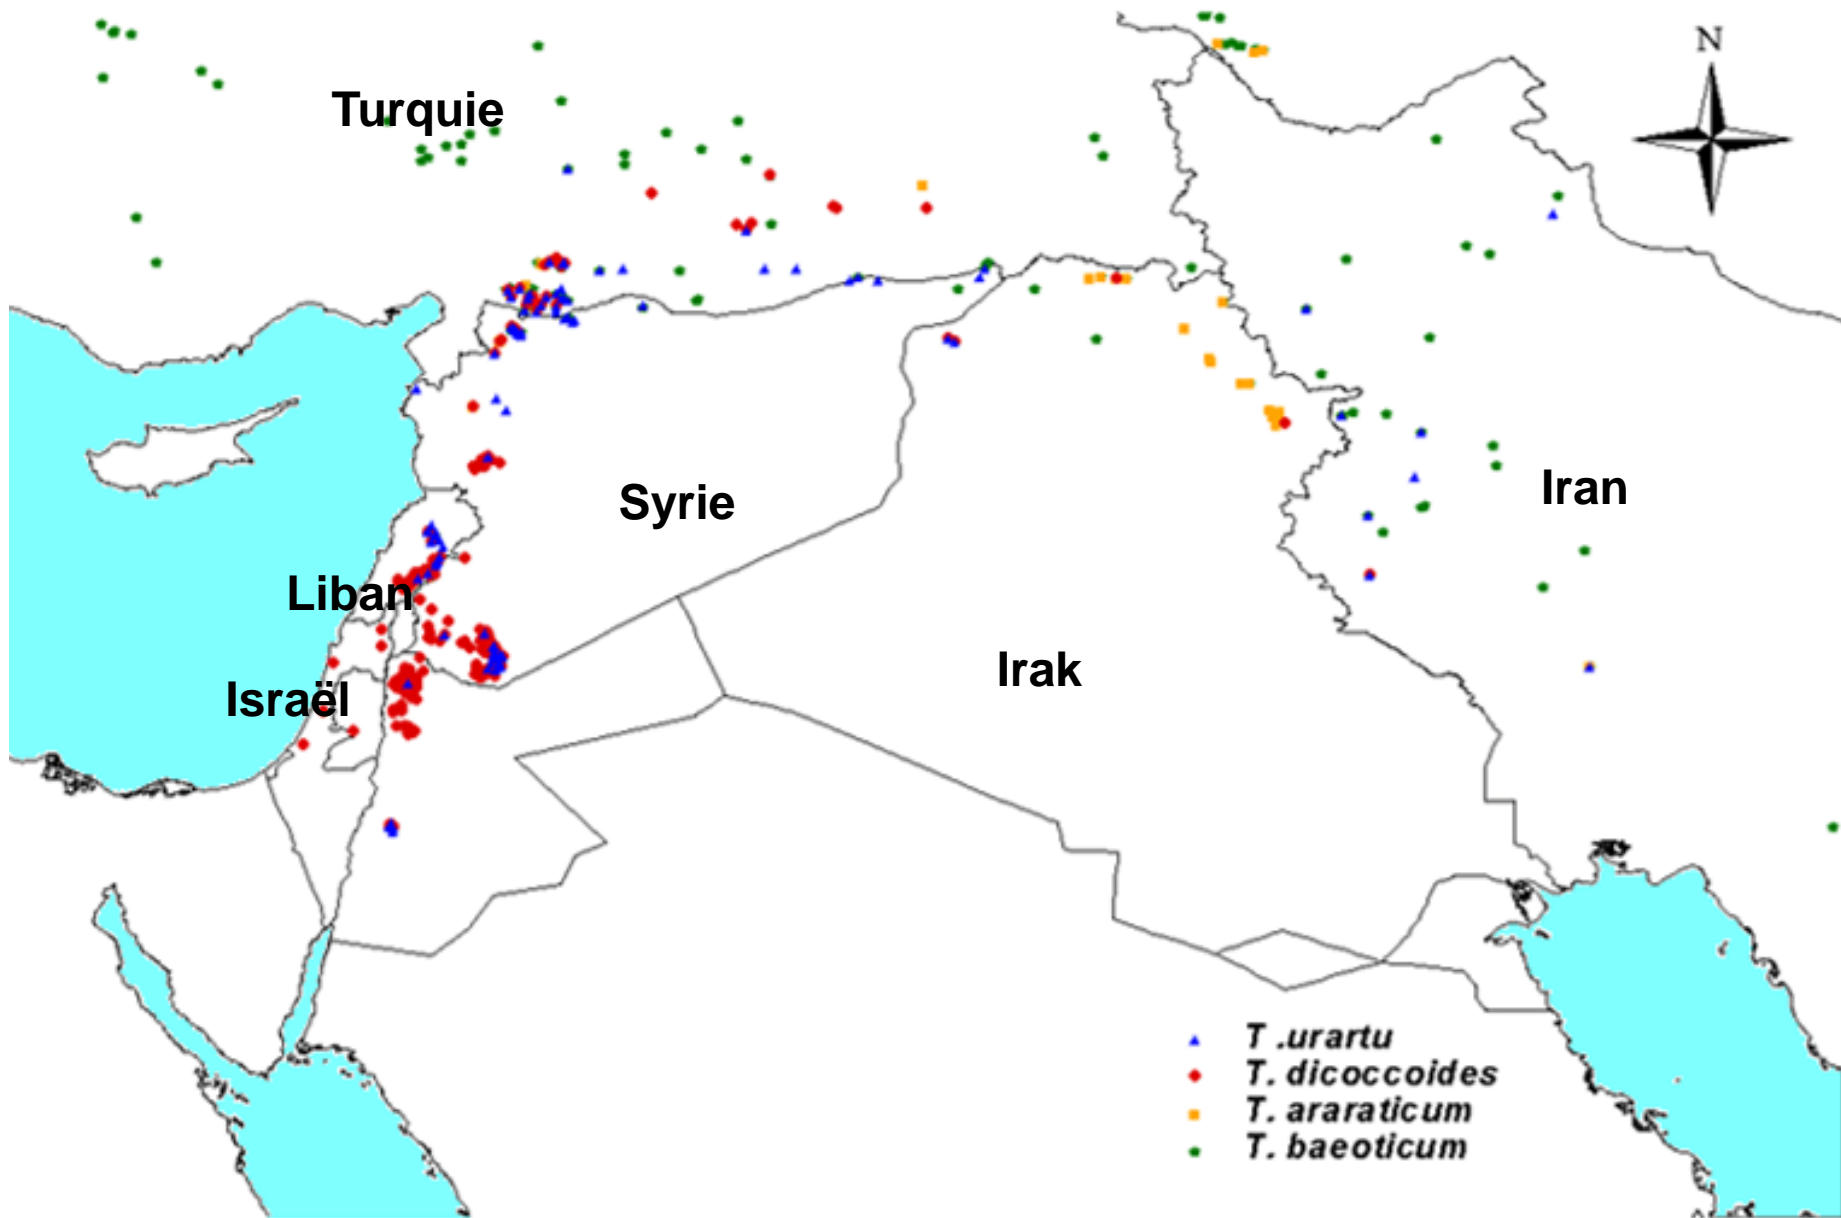 N
Turquie
Syrie
Iran
Liban
Irak
Israël
T .urartu
T. dicoccoides
T. araraticum
T. baeoticum